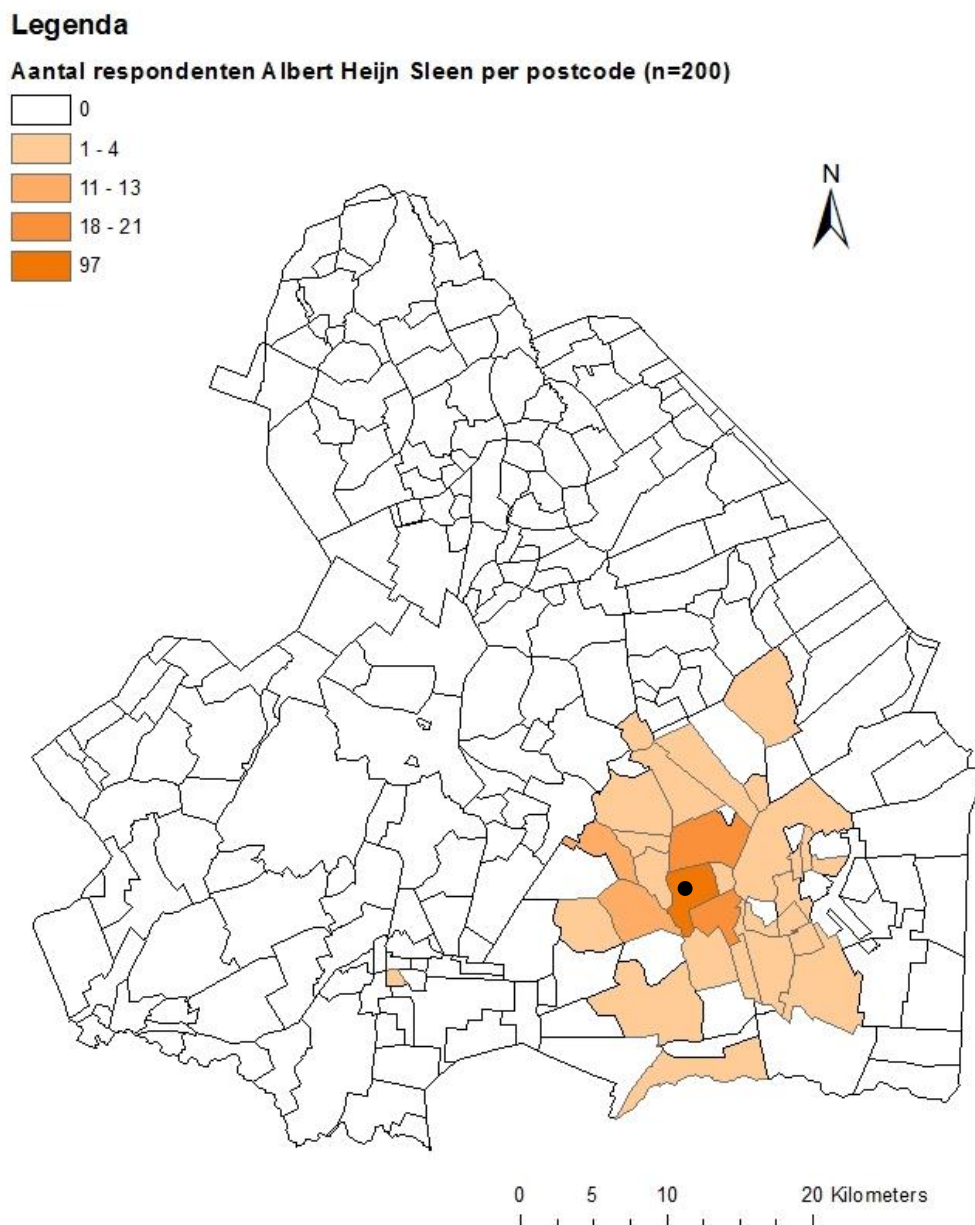 Legenda
Aantal respondenten Albert Heijn Sleen per postcode (n=200)
0
1 - 4
11 - 13
18 - 21
97
N
0 5 10 20 Kilometers